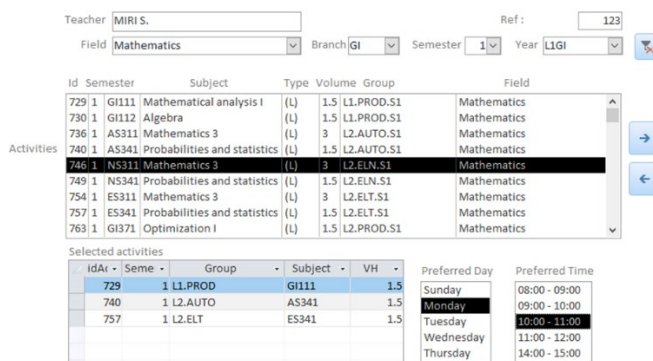 Teacher MIRI S. Ref : 123
Field Mathematics Branch GI Semester 1 Year L1GI
Id Semester Subject Type Volume Group Field
729 1 GI111 Mathematical analysis I (L) 1.5 L1.PROD.S1 Mathematics
730 1 GI112 Algebra (L) 1.5 L1.PROD.S1 Mathematics
736 1 AS311 Mathematics 3 (L) 3 L2.AUTO.S1 Mathematics
Activities
740 1 AS341 Probabilities and statistics (L) 1.5 L2.AUTO.S1 Mathematics
746 1 NS311 Mathematics 3 (L) 3 L2.ELN.S1 Mathematics
749 1 NS341 Probabilities and statistics (L) 1.5 L2.ELN.S1 Mathematics
754 1 ES311 Mathematics 3 (L) 3 L2.ELT.S1 Mathematics
757 1 ES341 Probabilities and statistics (L) 1.5 L2.ELT.S1 Mathematics
763 1 GI371 Optimization I (L) 1.5 L2.PROD.S1 Mathematics
Selected activities
idAc Seme Group Subject VH
729 1 L1.PROD GI111 1.5
740 1 L2.AUTO AS341 1.5
757 1 L2.ELT ES341 1.5
Preferred Day
Sunday
Monday
Tuesday
Wednesday
Thursday
Preferred Time
08:00 - 09:00
09:00 - 10:00
10:00 - 11:00
11:00 - 12:00
14:00 - 15:00